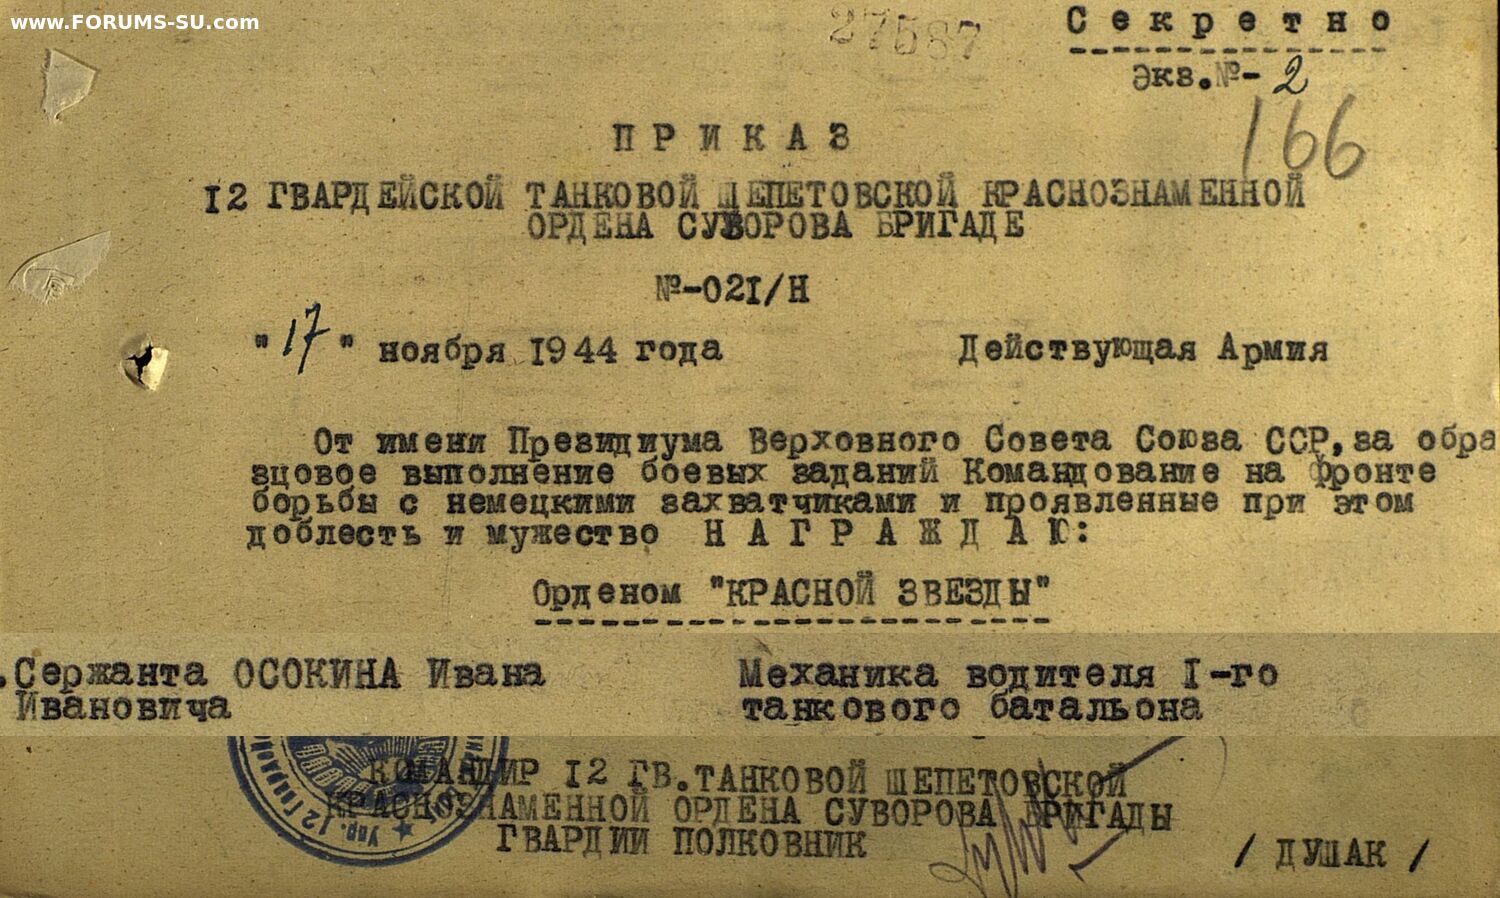 www.FORUMS-SU.com
27587
Секретно
Экз.№-2
166
ПРИКАЗ
12 ГВАРДЕЙСКОЙ ТАНКОВОЙ ШЕПЕТОВСКОЙ КРАСНОЗНАМЕННОЙ
ОРДЕНА СУВОРОВА БРИГАДЕ
№-021/Н
"17" ноября 1944 года Действующая Армия
От имени Президиума Верховного Совета Союза ССР,за обра
зцовое выполнение боевых заданий Командование на фронте
борьбы с немецкими захватчиками и проявленные при этом
доблесть и мужество НАГРАЖДАЮ:
Орденом "КРАСНОЙ ЗВЕЗДЫ"
.Сержанта ОСОКИНА Ивана Механика водителя I-го
Ивановича танкового батальона
КОМАНДИР 12 ГВ.ТАНКОВОЙ ШЕПЕТОВСКОЙ
КРАСНОЗНАМЕННОЙ ОРДЕНА СУВОРОВА БРИГАДЫ
ГВАРДИИ ПОЛКОВНИК
/ ДУШАК /
Упр. 12 Гвардей